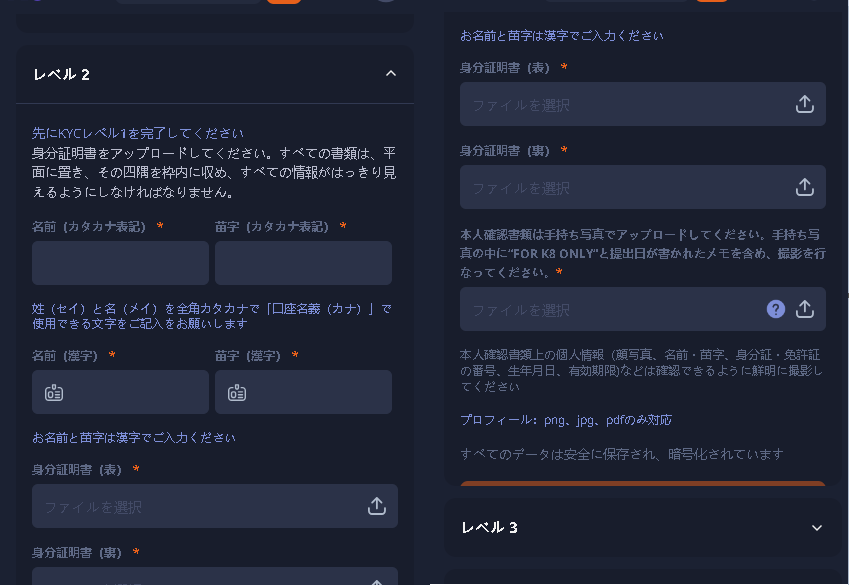 レベル 2
先にKYCレベル1を完了してください
身分証明書をアップロードしてください。すべての書類は、平
面に置き、その四隅を枠内に収め、すべての情報がはっきり見
えるようにしなければなりません。
名前（カタカナ表記） *
苗字（カタカナ表記） *
姓（セイ）と名（メイ）を全角カタカナで「口座名義（カナ）」で
使用できる文字をご記入をお願いします
名前（漢字） *
苗字（漢字） *
お名前と苗字は漢字でご入力ください
身分証明書（表） *
ファイルを選択
身分証明書（裏） *
お名前と苗字は漢字でご入力ください
身分証明書（表） *
ファイルを選択
身分証明書（裏） *
ファイルを選択
本人確認書類は手持ち写真でアップロードしてください。手持ち写
真の中に"FOR K8 ONLY"と提出日が書かれたメモを含め、撮影を行
なってください。*
ファイルを選択
?
本人確認書類上の個人情報（顔写真、名前・苗字、身分証・免許証
の番号、生年月日、有効期限)などは確認できるように鮮明に撮影し
てください
プロフィール： png、jpg、pdfのみ対応
すべてのデータは安全に保存され、暗号化されています
レベル 3